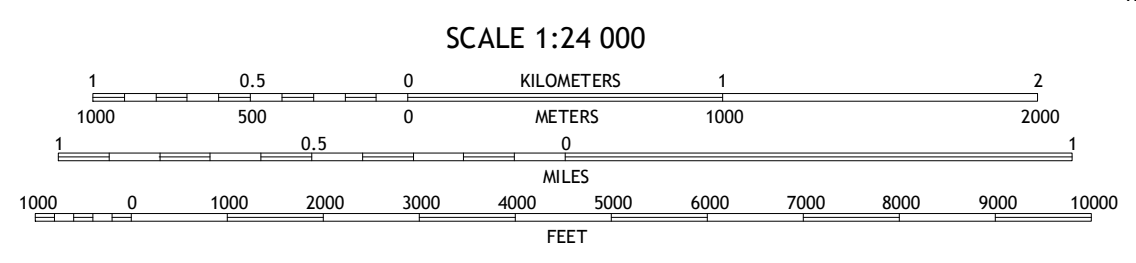 SCALE 1:24 000
1 0.5 0 KILOMETERS 1 2
1000 500 0 METERS 1000 2000
1 0.5 0 1
MILES
1000 0 1000 2000 3000 4000 5000 6000 7000 8000 9000 10000
FEET